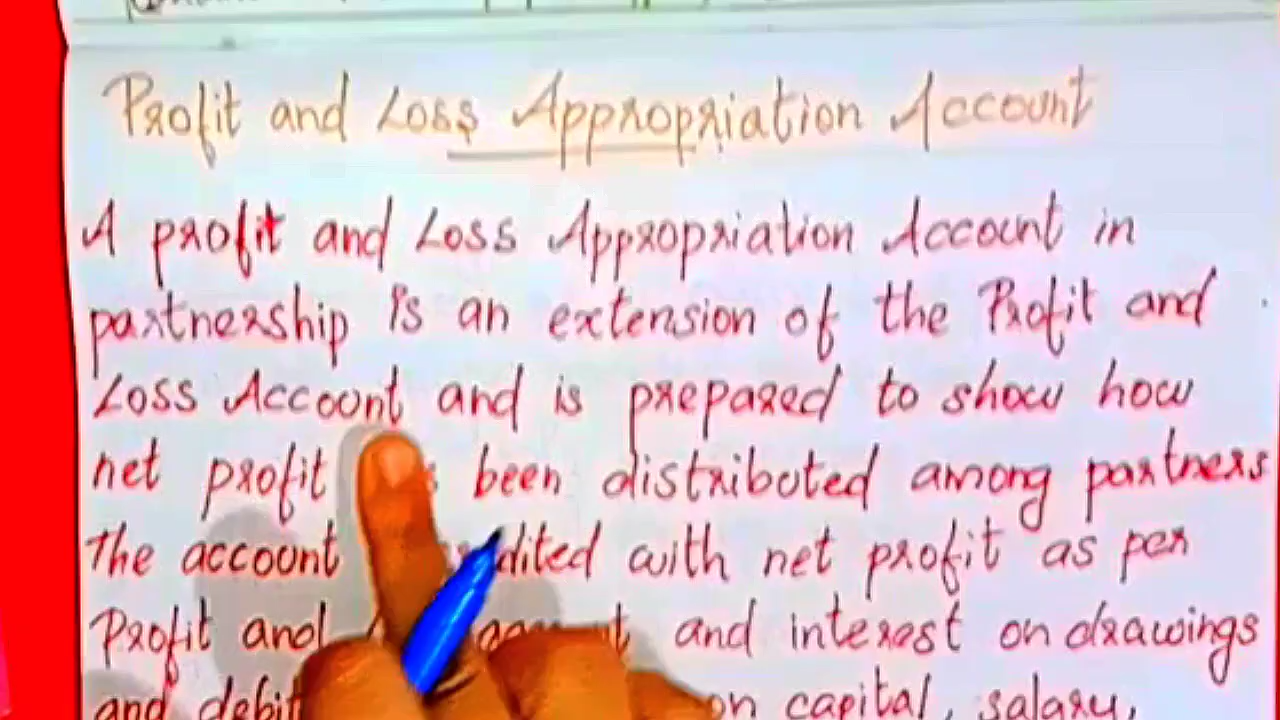 Profit and Loss Appropriation Account
A profit and Loss Appropriation Account in
partnership is an extension of the Profit and
Loss Account and is prepared to show how
net profit been distributed among partners
The account with net profit as per
Profit and and interest on drawings
and on capital, salary,